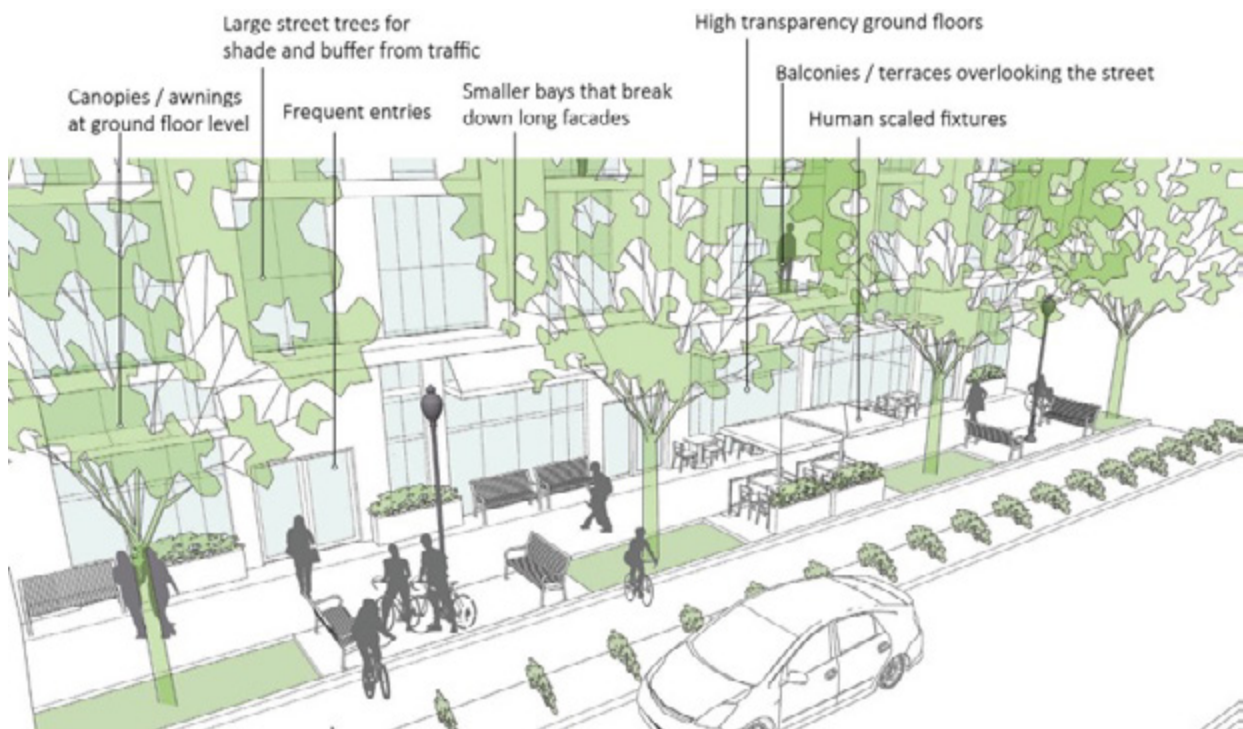 Large street trees for
shade and buffer from traffic
High transparency ground floors
Canopies / awnings
at ground floor level
Frequent entries
Smaller bays that break
down long facades
Balconies / terraces overlooking the street
Human scaled fixtures